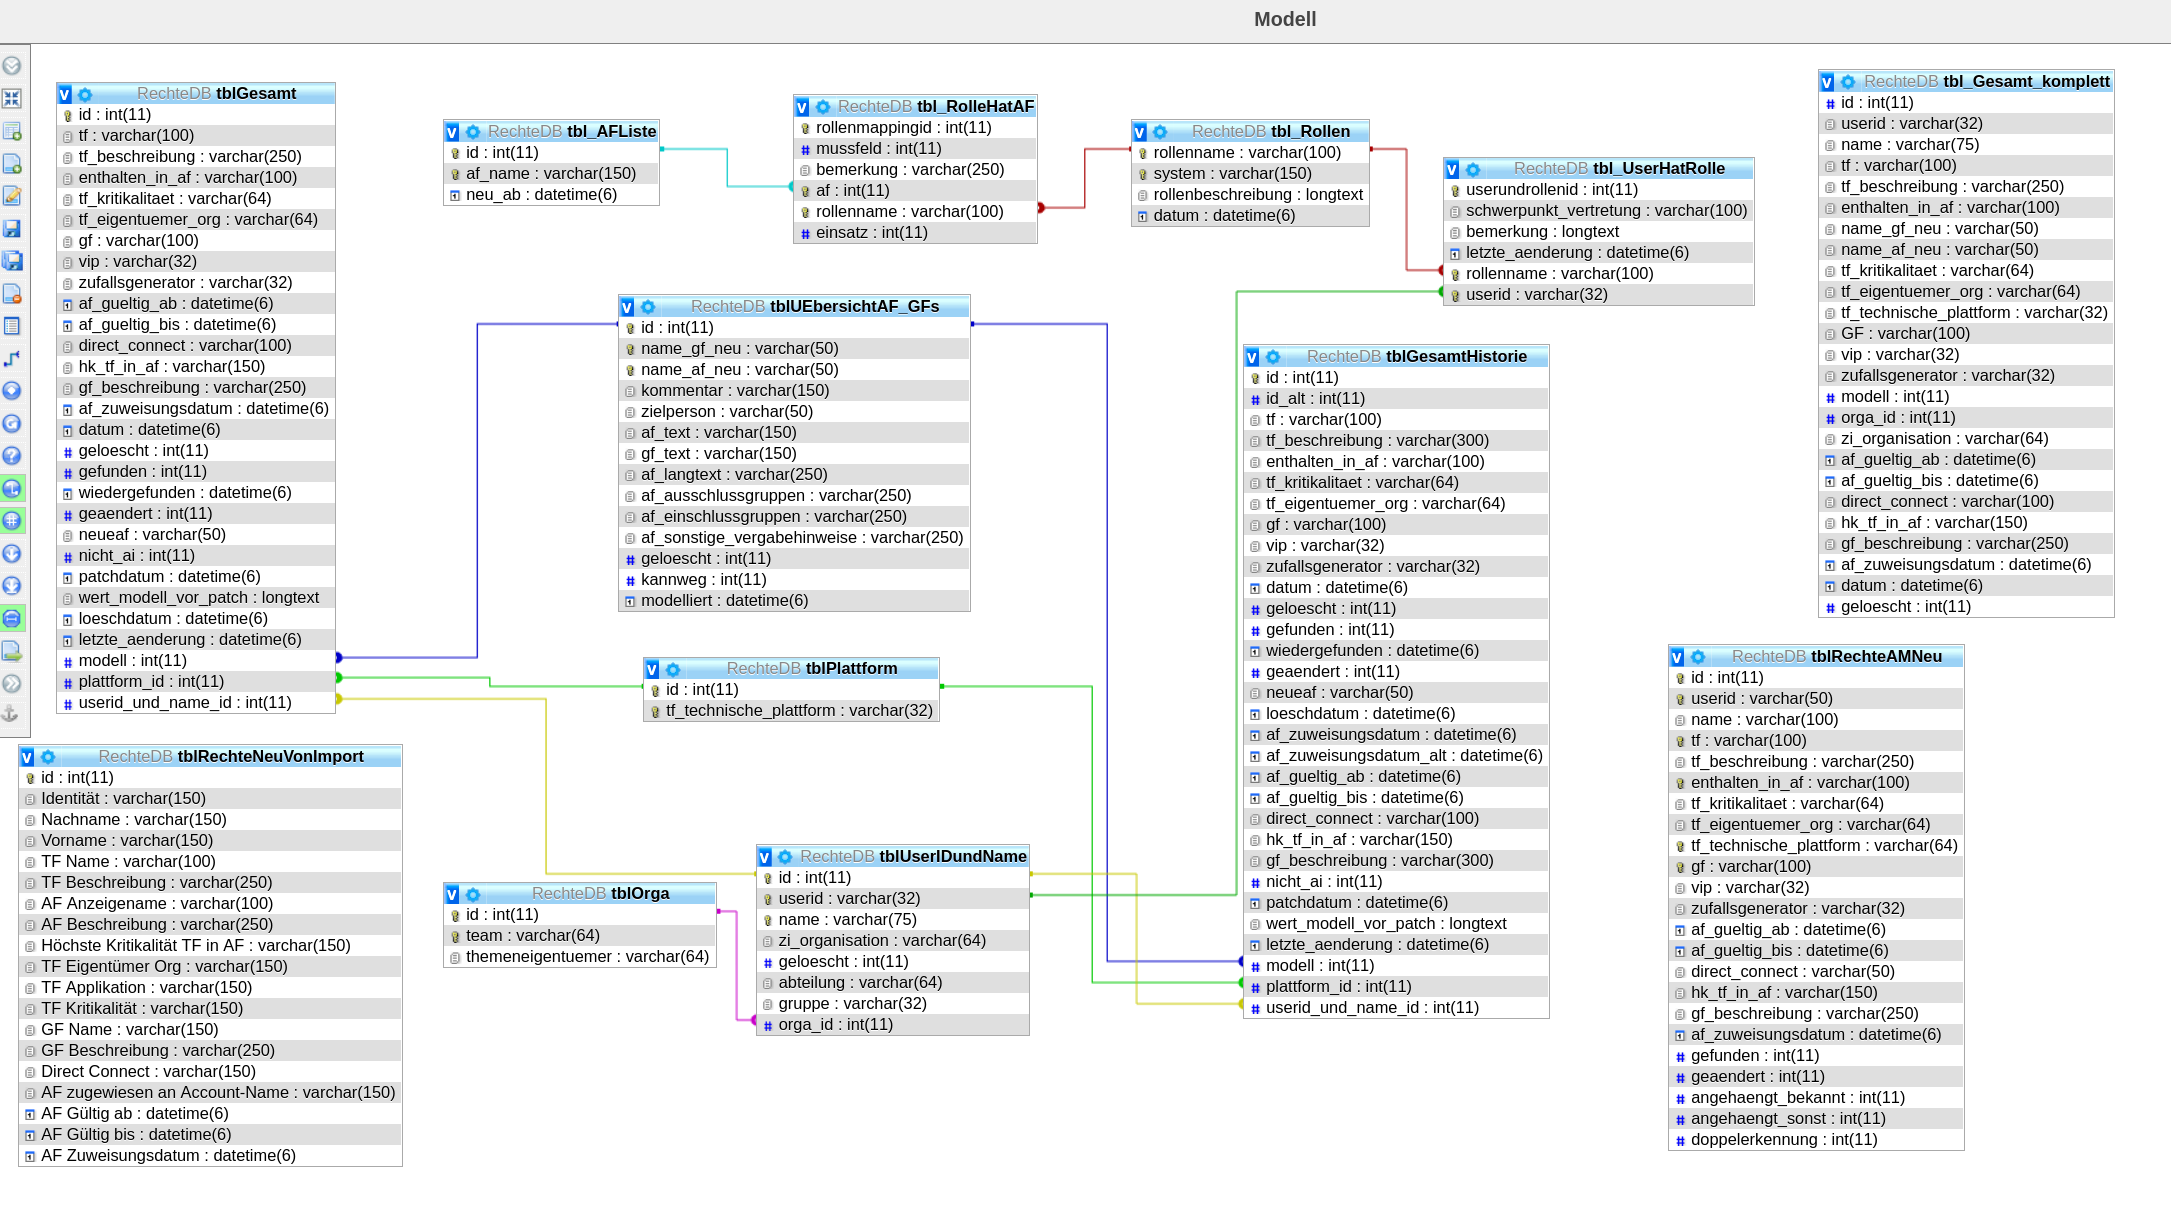 Modell
RechteDB tblGesamt
id : int(11)
tf : varchar(100)
tf_beschreibung : varchar(250)
enthalten_in_af : varchar(100)
tf_kritikalitaet : varchar(64)
tf_eigentuemer_org : varchar(64)
gf : varchar(100)
vip : varchar(32)
zufallsgenerator : varchar(32)
af_gueltig_ab : datetime(6)
af_gueltig_bis : datetime(6)
direct_connect : varchar(100)
hk_tf_in_af : varchar(150)
gf_beschreibung : varchar(250)
af_zuweisungsdatum : datetime(6)
datum : datetime(6)
geloescht : int(11)
gefunden : int(11)
wiedergefunden : datetime(6)
geaendert : int(11)
neueaf : varchar(50)
nicht_ai : int(11)
patchdatum : datetime(6)
wert_modell_vor_patch : longtext
loeschdatum : datetime(6)
letzte_aenderung : datetime(6)
modell : int(11)
plattform_id : int(11)
userid_und_name_id : int(11)
RechteDB tblRechteNeuVonImport
id : int(11)
Identität : varchar(150)
Nachname : varchar(150)
Vorname : varchar(150)
TF Name : varchar(100)
TF Beschreibung : varchar(250)
AF Anzeigename : varchar(100)
AF Beschreibung : varchar(250)
Höchste Kritikalität TF in AF : varchar(150)
TF Eigentümer Org : varchar(150)
TF Applikation : varchar(150)
TF Kritikalität : varchar(150)
GF Name : varchar(150)
GF Beschreibung : varchar(250)
Direct Connect : varchar(150)
AF zugewiesen an Account-Name : varchar(150)
AF Gültig ab : datetime(6)
AF Gültig bis : datetime(6)
AF Zuweisungsdatum : datetime(6)
RechteDB tbl_AFListe
id : int(11)
af_name : varchar(150)
neu_ab : datetime(6)
RechteDB tbl_RolleHatAF
rollenmappingid : int(11)
mussfeld : int(11)
bemerkung : varchar(250)
af : int(11)
rollenname : varchar(100)
einsatz : int(11)
RechteDB tblUEbersichtAF_GFs
id : int(11)
name_gf_neu : varchar(50)
name_af_neu : varchar(50)
kommentar : varchar(150)
zielperson : varchar(50)
af_text : varchar(150)
gf_text : varchar(150)
af_langtext : varchar(250)
af_ausschlussgruppen : varchar(250)
af_einschlussgruppen : varchar(250)
af_sonstige_vergabehinweise : varchar(250)
geloescht : int(11)
kannweg : int(11)
modelliert : datetime(6)
RechteDB tblPlattform
id : int(11)
tf_technische_plattform : varchar(32)
RechteDB tblOrga
id : int(11)
team : varchar(64)
themeneigentuemer : varchar(64)
RechteDB tblUserIDundName
id : int(11)
userid : varchar(32)
name : varchar(75)
zi_organisation : varchar(64)
geloescht : int(11)
abteilung : varchar(64)
gruppe : varchar(32)
orga_id : int(11)
RechteDB tbl_Rollen
rollenname : varchar(100)
system : varchar(150)
rollenbeschreibung : longtext
datum : datetime(6)
RechteDB tbl_UserHatRolle
userundrollenid : int(11)
schwerpunkt_vertretung : varchar(100)
bemerkung : longtext
letzte_aenderung : datetime(6)
rollenname : varchar(100)
userid : varchar(32)
RechteDB tblGesamtHistorie
id : int(11)
id_alt : int(11)
tf : varchar(100)
tf_beschreibung : varchar(300)
enthalten_in_af : varchar(100)
tf_kritikalitaet : varchar(64)
tf_eigentuemer_org : varchar(64)
gf : varchar(100)
vip : varchar(32)
zufallsgenerator : varchar(32)
datum : datetime(6)
geloescht : int(11)
gefunden : int(11)
wiedergefunden : datetime(6)
geaendert : int(11)
neueaf : varchar(50)
loeschdatum : datetime(6)
af_zuweisungsdatum : datetime(6)
af_zuweisungsdatum_alt : datetime(6)
af_gueltig_ab : datetime(6)
af_gueltig_bis : datetime(6)
direct_connect : varchar(100)
hk_tf_in_af : varchar(150)
gf_beschreibung : varchar(300)
nicht_ai : int(11)
patchdatum : datetime(6)
wert_modell_vor_patch : longtext
letzte_aenderung : datetime(6)
modell : int(11)
plattform_id : int(11)
userid_und_name_id : int(11)
RechteDB tbl_Gesamt_komplett
id : int(11)
userid : varchar(32)
name : varchar(75)
tf : varchar(100)
tf_beschreibung : varchar(250)
enthalten_in_af : varchar(100)
name_gf_neu : varchar(50)
name_af_neu : varchar(50)
tf_kritikalitaet : varchar(64)
tf_eigentuemer_org : varchar(64)
tf_technische_plattform : varchar(32)
GF : varchar(100)
vip : varchar(32)
zufallsgenerator : varchar(32)
modell : int(11)
orga_id : int(11)
zi_organisation : varchar(64)
af_gueltig_ab : datetime(6)
af_gueltig_bis : datetime(6)
direct_connect : varchar(100)
hk_tf_in_af : varchar(150)
gf_beschreibung : varchar(250)
af_zuweisungsdatum : datetime(6)
datum : datetime(6)
geloescht : int(11)
RechteDB tblRechteAMNeu
id : int(11)
userid : varchar(50)
name : varchar(100)
tf : varchar(100)
tf_beschreibung : varchar(250)
enthalten_in_af : varchar(100)
tf_kritikalitaet : varchar(64)
tf_eigentuemer_org : varchar(64)
tf_technische_plattform : varchar(64)
gf : varchar(100)
vip : varchar(32)
zufallsgenerator : varchar(32)
af_gueltig_ab : datetime(6)
af_gueltig_bis : datetime(6)
direct_connect : varchar(50)
hk_tf_in_af : varchar(150)
gf_beschreibung : varchar(250)
af_zuweisungsdatum : datetime(6)
gefunden : int(11)
geaendert : int(11)
angehaengt_bekannt : int(11)
angehaengt_sonst : int(11)
doppelerkennung : int(11)